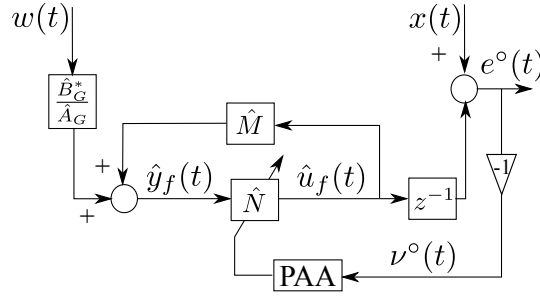 w(t)
x(t)
+
e°(t)
B̂*_G
Â_G
M̂
-1
+
ŷ_f(t)
û_f(t)
N̂
z⁻¹
+
ν°(t)
PAA